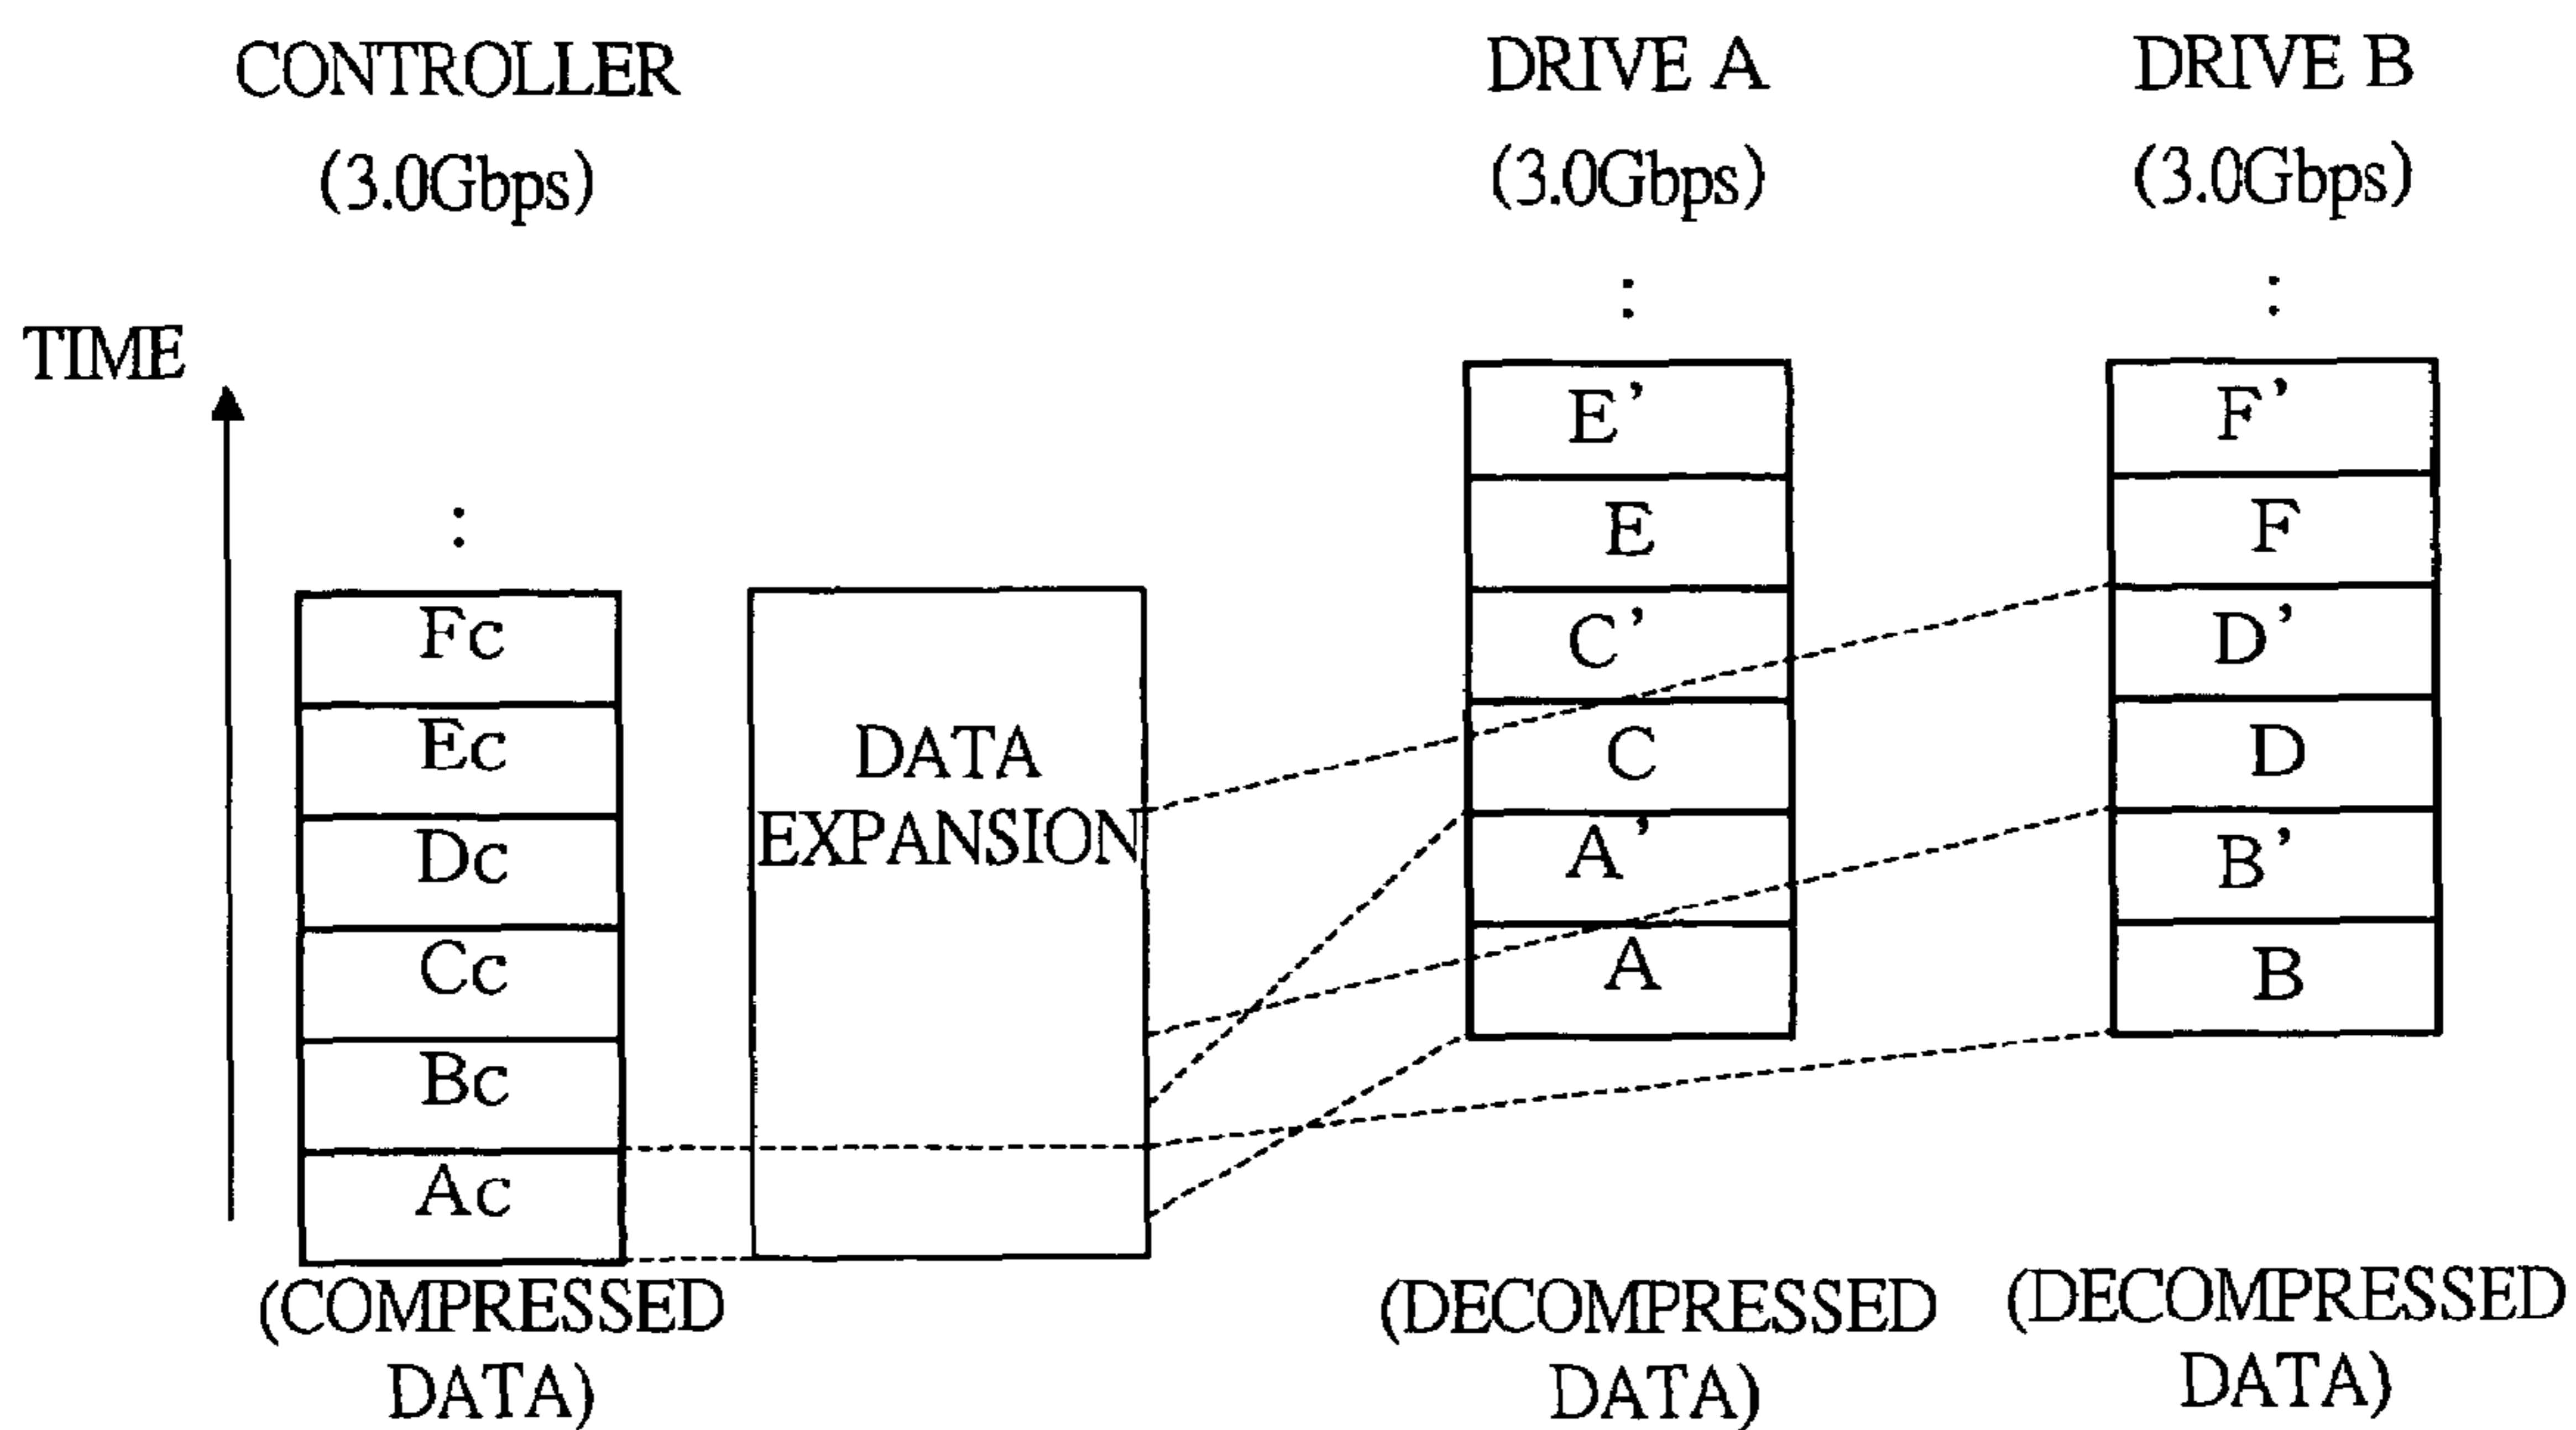 CONTROLLER
(3.0Gbps)
DRIVE A
(3.0Gbps)
DRIVE B
(3.0Gbps)
TIME
:
Fc
Ec
Dc
Cc
Bc
Ac
(COMPRESSED
DATA)
DATA
EXPANSION
:
E’
E
C’
C
A’
A
(DECOMPRESSED
DATA)
:
F’
F
D’
D
B’
B
(DECOMPRESSED
DATA)